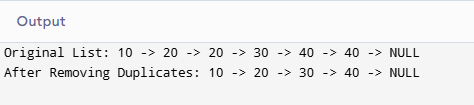 Output
Original List: 10 -> 20 -> 20 -> 30 -> 40 -> 40 -> NULL
After Removing Duplicates: 10 -> 20 -> 30 -> 40 -> NULL